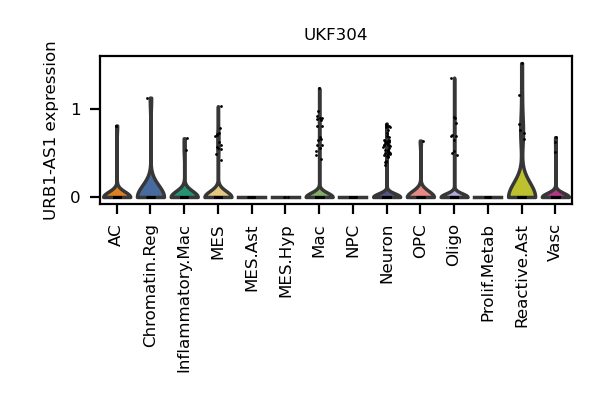 UKF304
URB1-AS1 expression
1
0
AC
Chromatin.Reg
Inflammatory.Mac
MES
MES.Ast
MES.Hyp
Mac
NPC
Neuron
OPC
Oligo
Prolif.Metab
Reactive.Ast
Vasc